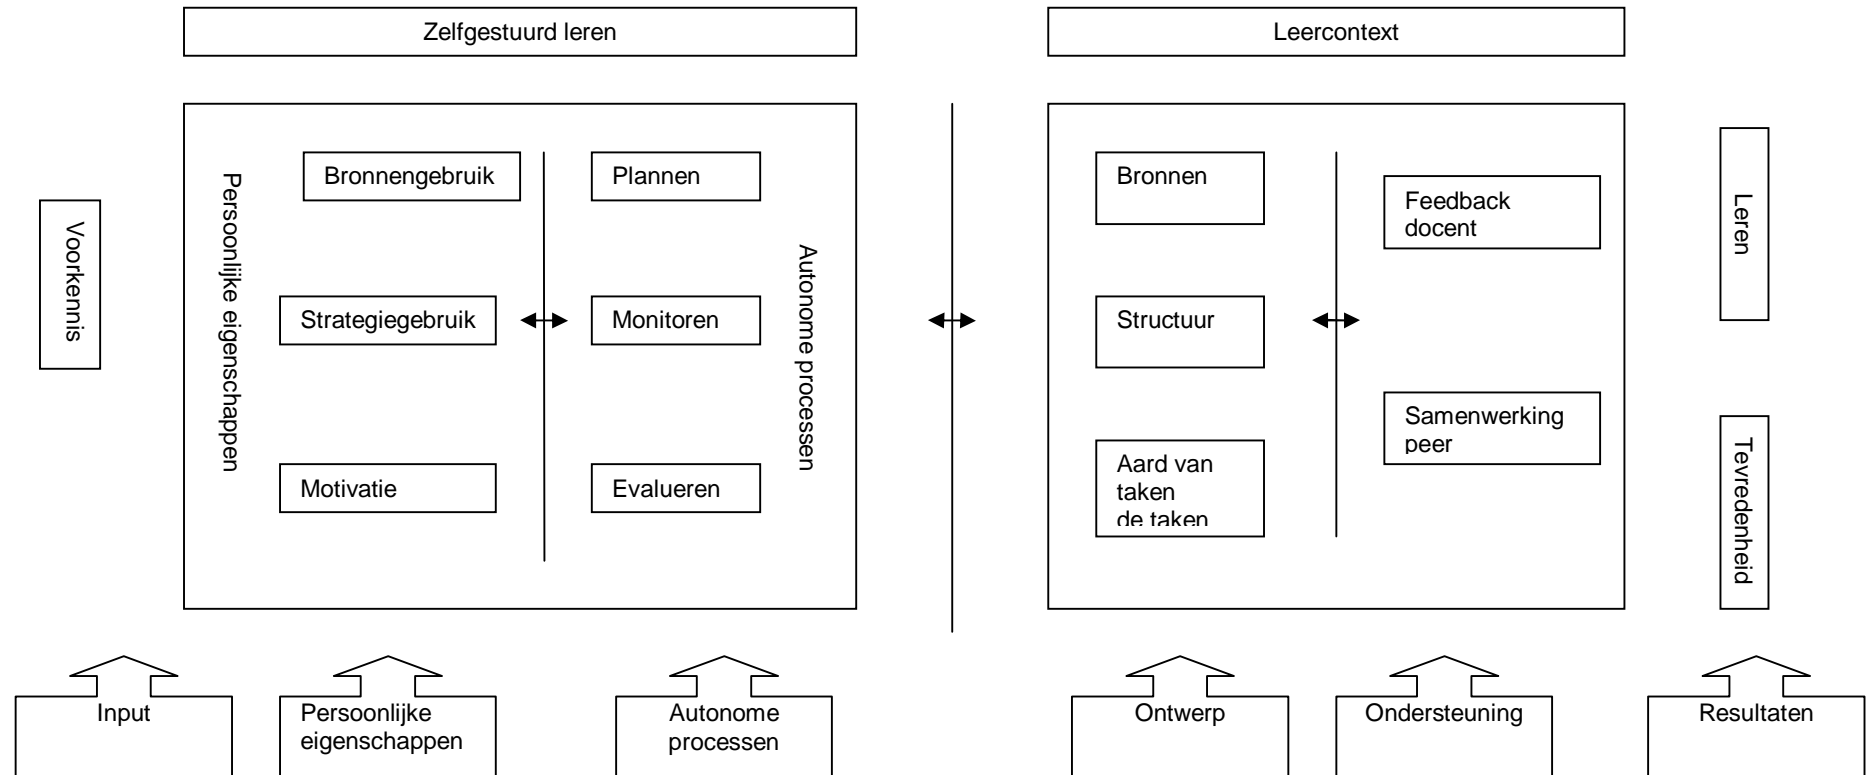 Zelfgestuurd leren
Leercontext
Voorkennis
Persoonlijke eigenschappen
Bronnengebruik
Strategiegebruik
Motivatie
Plannen
Monitoren
Evalueren
Autonome processen
Bronnen
Structuur
Aard van
taken
de taken
Feedback
docent
Samenwerking
peer
Leren
Tevredenheid
Input
Persoonlijke
eigenschappen
Autonome
processen
Ontwerp
Ondersteuning
Resultaten